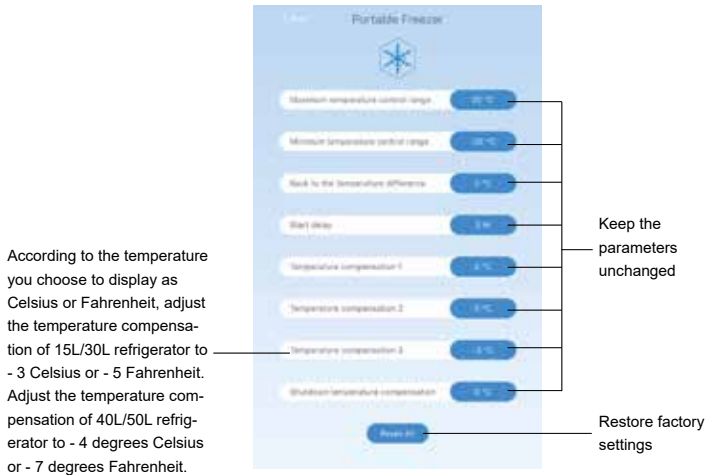 Portable Freezer
Maximum temperature control range
Minimum temperature control range
Back to the temperature difference
Start delay
Temperature compensation 1
Temperature compensation 2
Temperature compensation 3
Shutdown temperature compensation
Reset All
According to the temperature
you choose to display as
Celsius or Fahrenheit, adjust
the temperature compensa-
tion of 15L/30L refrigerator to
- 3 Celsius or - 5 Fahrenheit.
Adjust the temperature com-
pensation of 40L/50L refrig-
erator to - 4 degrees Celsius
or - 7 degrees Fahrenheit.
Keep the
parameters
unchanged
Restore factory
settings